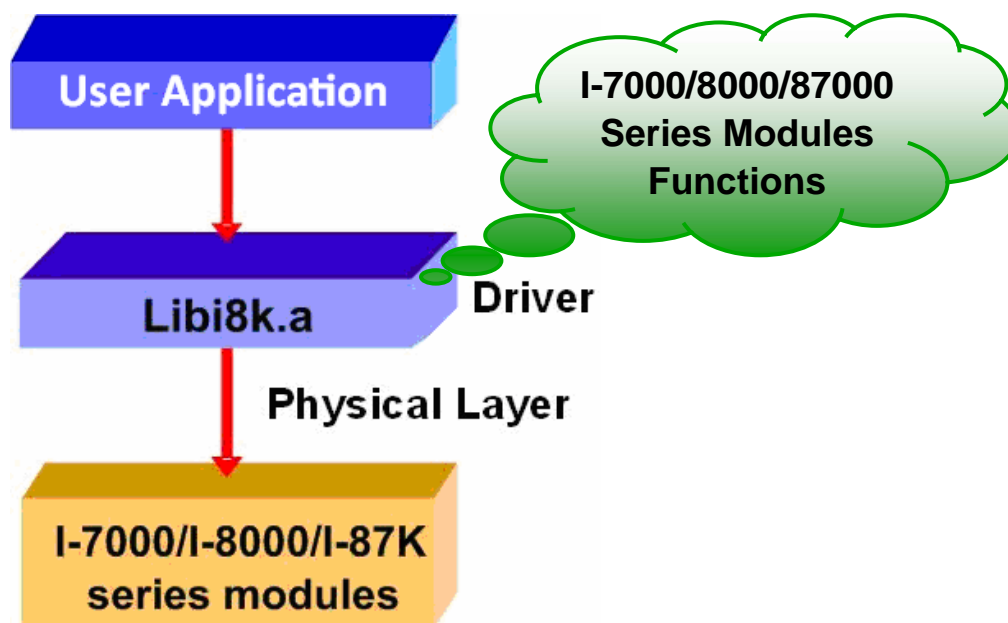 User Application
I-7000/8000/87000
Series Modules
Functions
Libi8k.a
Driver
Physical Layer
I-7000/I-8000/I-87K
series modules